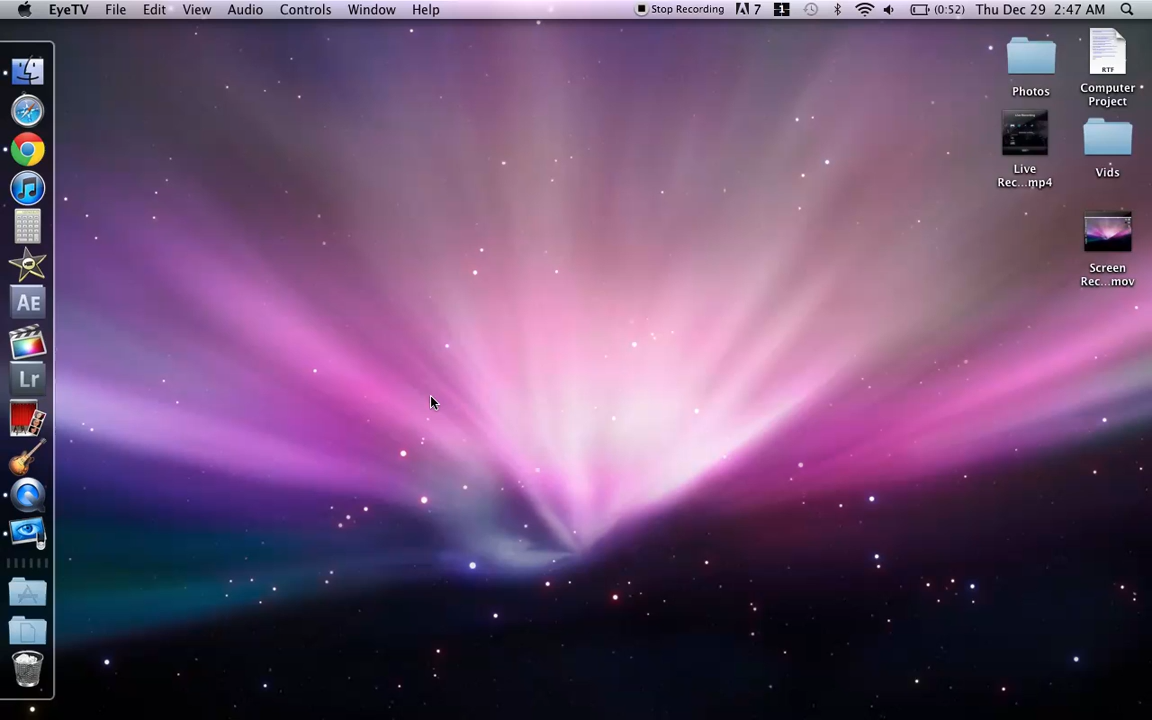 EyeTV File Edit View Audio Controls Window Help Stop Recording 7 1 (0:52) Thu Dec 29 2:47 AM
Photos
RTF
Computer
Project
Live
Rec...mp4
Vids
Screen
Rec...mov
AE
Lr